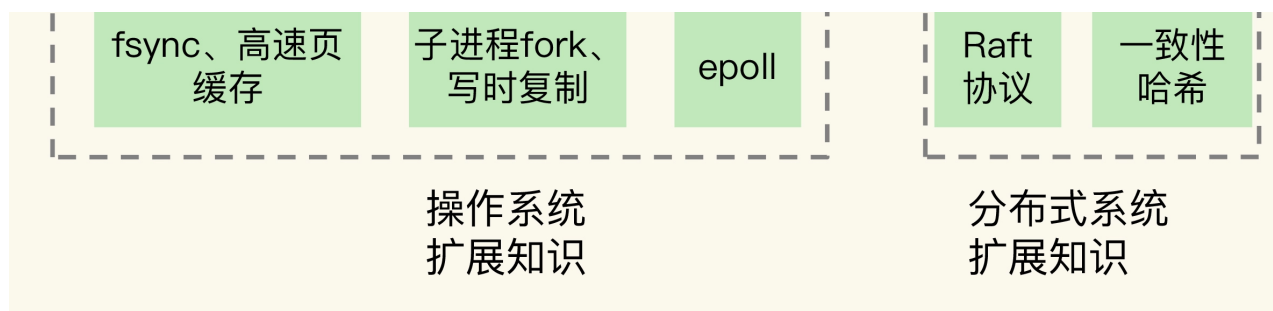 fsync、高速页
缓存
子进程fork、
写时复制
epoll
Raft
协议
一致性
哈希
操作系统
扩展知识
分布式系统
扩展知识